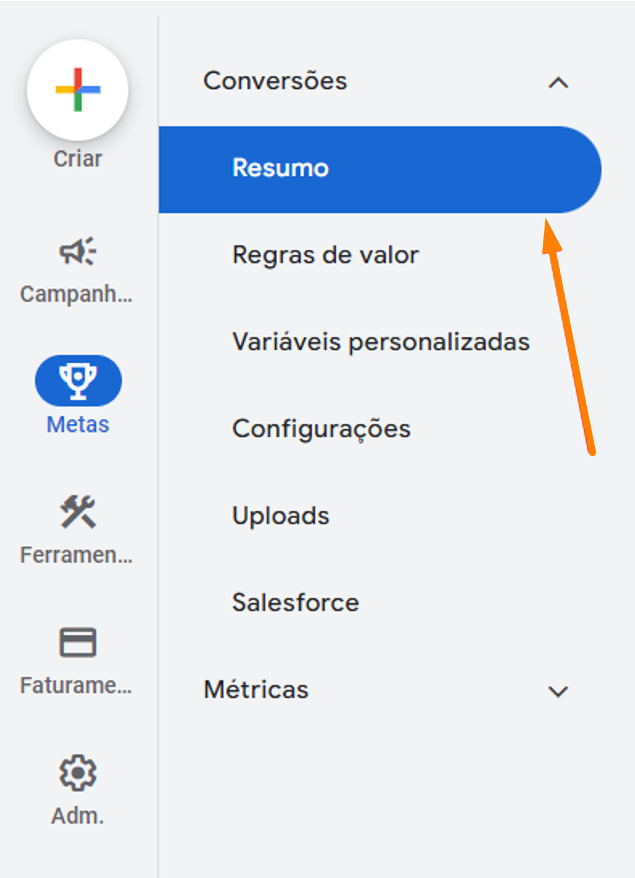 Criar
Campanh...
Metas
Ferramen...
Faturame...
Adm.
Conversões
Resumo
Regras de valor
Variáveis personalizadas
Configurações
Uploads
Salesforce
Métricas